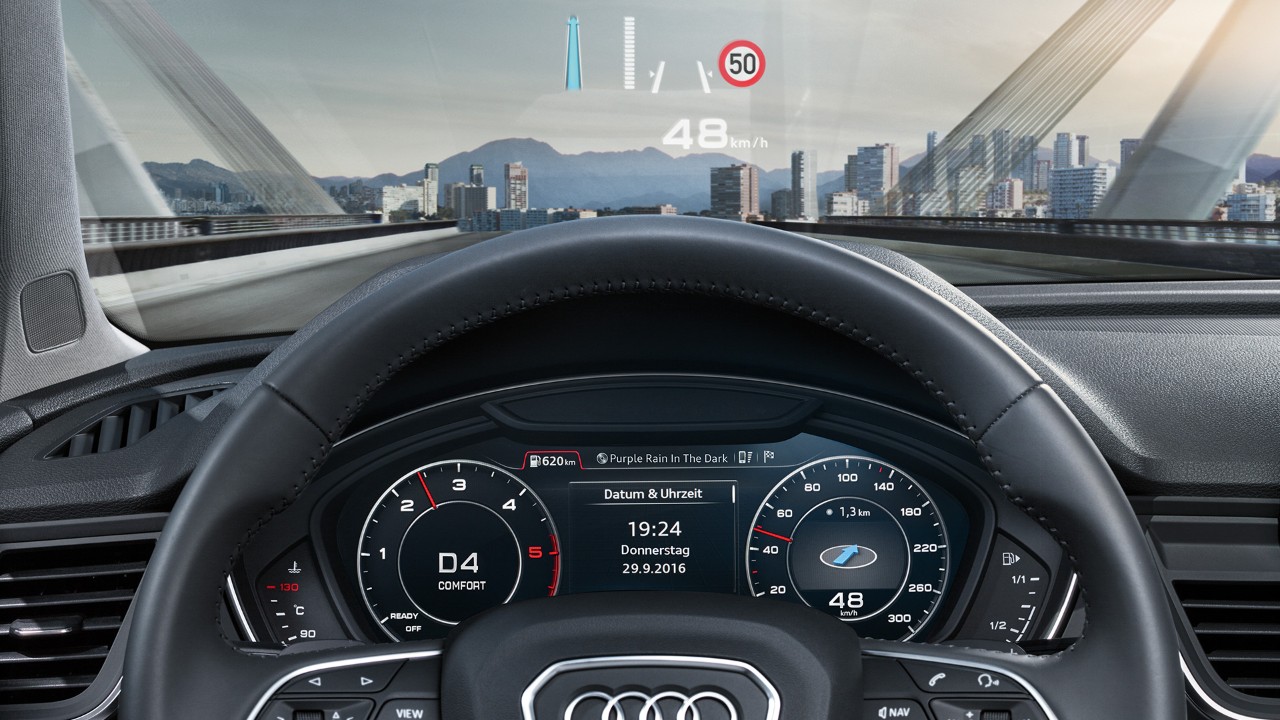 50
48 km/h
620 km
Purple Rain In The Dark
Datum & Uhrzeit
19:24
Donnerstag
29.9.2016
1
2
3
4
5
D4
COMFORT
READY
OFF
20
40
60
80
100
140
180
220
260
300
1,3 km
48
km/h
130
°C
90
1/1
1/2
VIEW
NAV